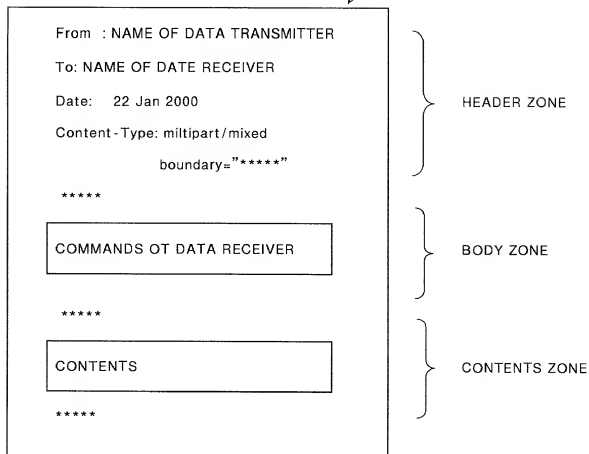 From : NAME OF DATA TRANSMITTER
To: NAME OF DATE RECEIVER
Date: 22 Jan 2000
Content-Type: miltipart/mixed
boundary="*****"
HEADER ZONE
*****
COMMANDS OT DATA RECEIVER
BODY ZONE
*****
CONTENTS
CONTENTS ZONE
*****